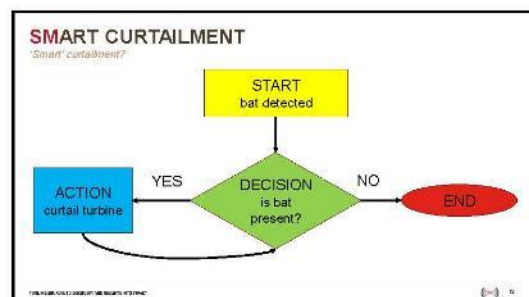 SMART CURTAILMENT
'Smart' curtailment?
START
bat detected
YES
DECISION
is bat
present?
NO
ACTION
curtail turbine
END